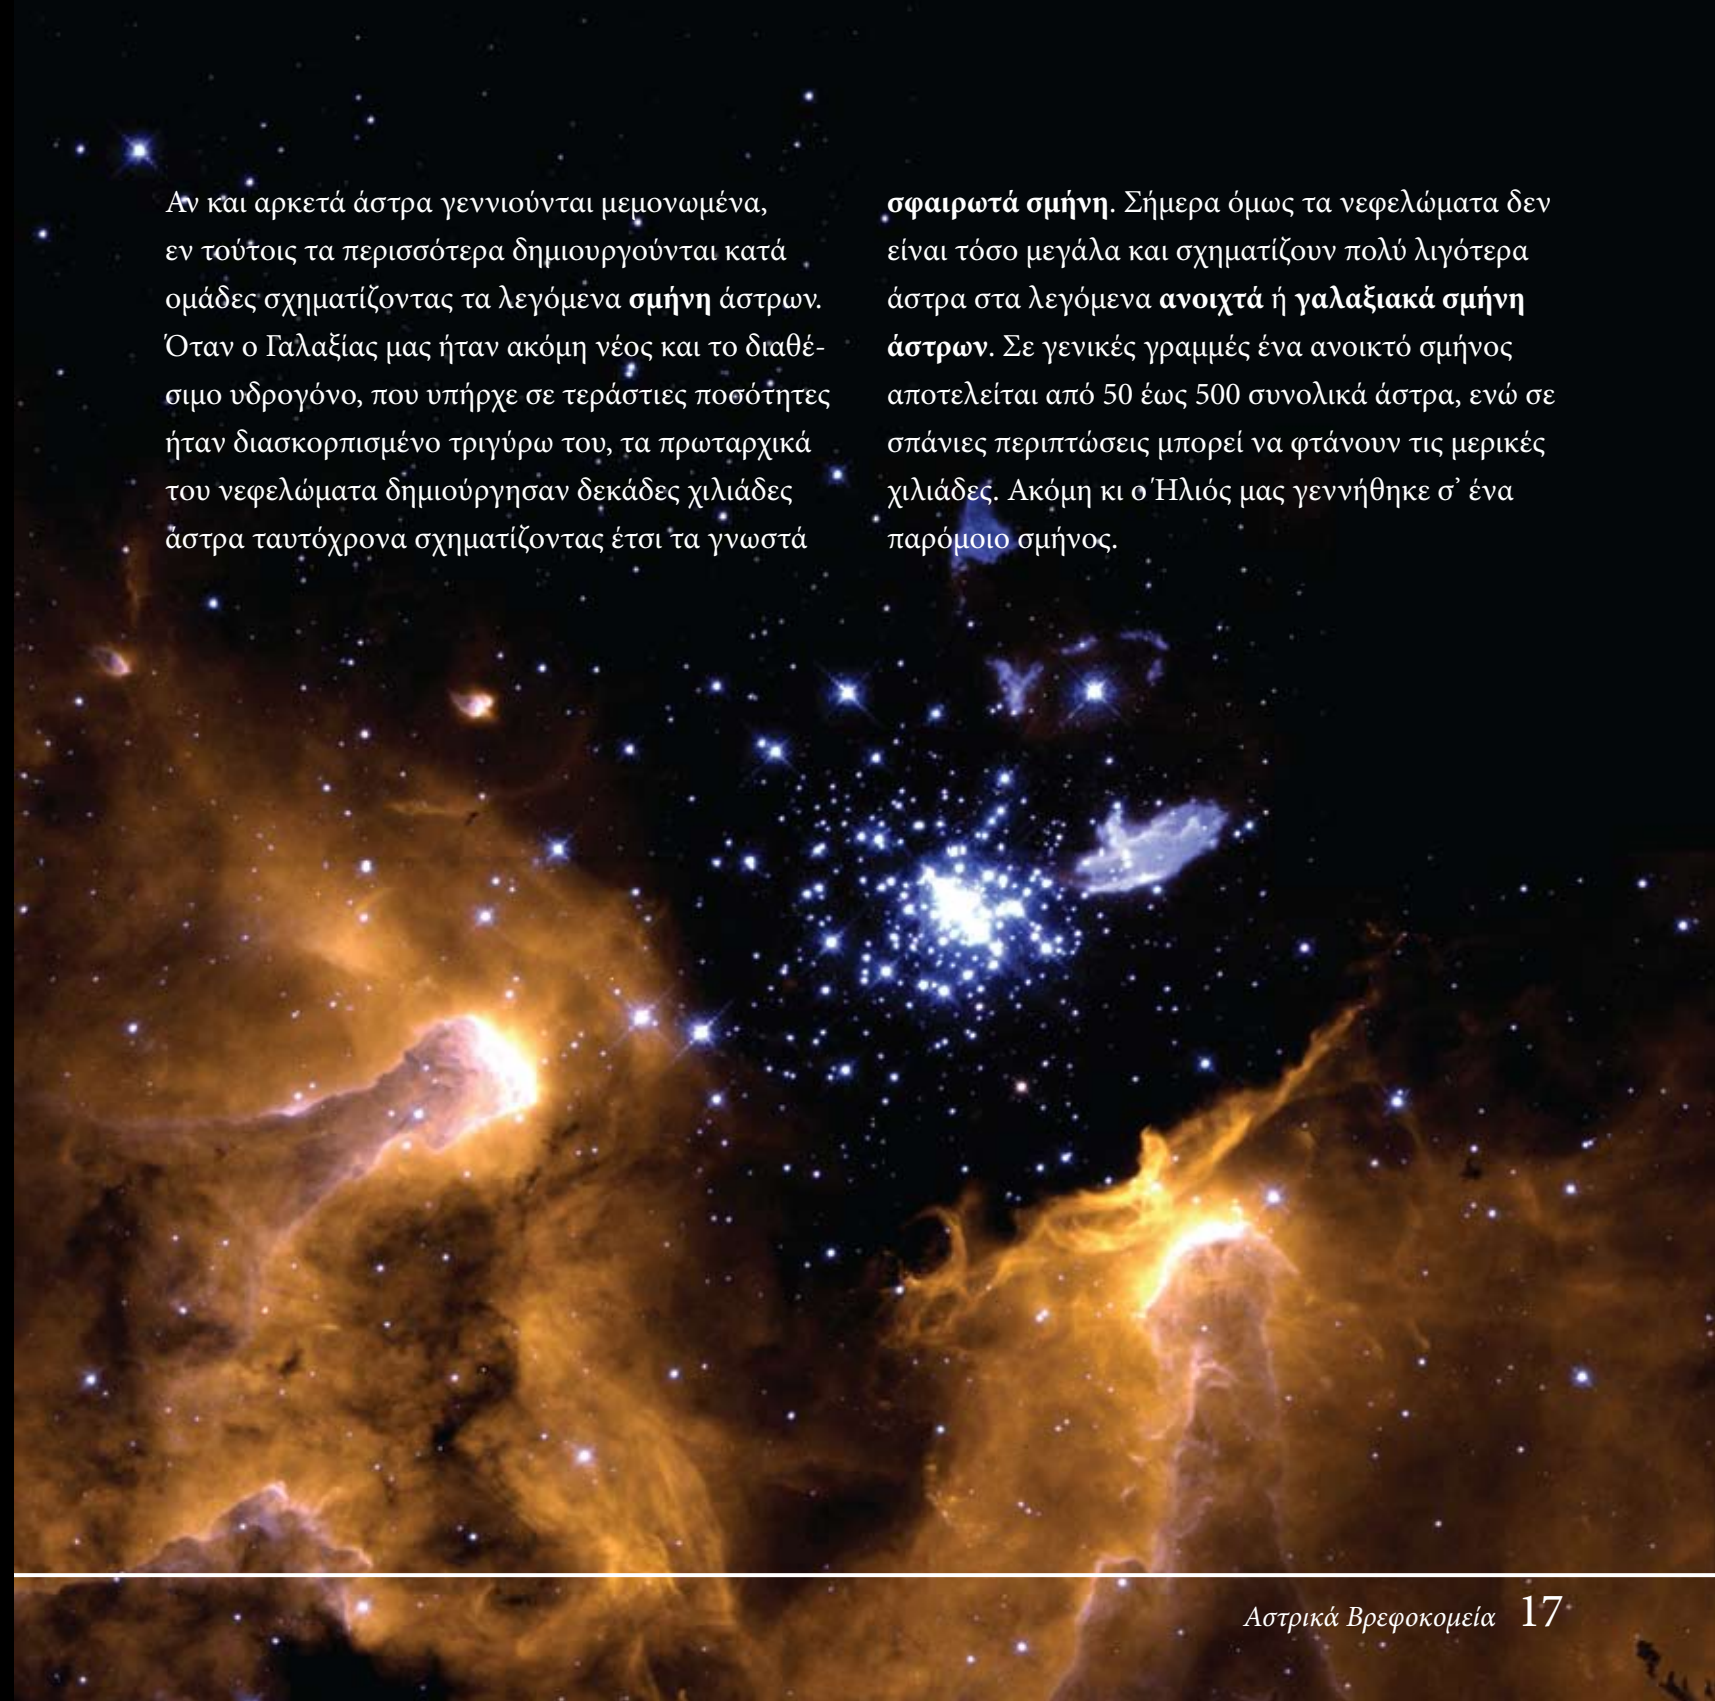 Αν και αρκετά άστρα γεννιούνται μεμονωμένα,
εν τούτοις τα περισσότερα δημιουργούνται κατά
ομάδες σχηματίζοντας τα λεγόμενα σμήνη άστρων.
Όταν ο Γαλαξίας μας ήταν ακόμη νέος και το διαθέ-
σιμο υδρογόνο, που υπήρχε σε τεράστιες ποσότητες
ήταν διασκορπισμένο τριγύρω του, τα πρωταρχικά
του νεφελώματα δημιούργησαν δεκάδες χιλιάδες
άστρα ταυτόχρονα σχηματίζοντας έτσι τα γνωστά
σφαιρωτά σμήνη. Σήμερα όμως τα νεφελώματα δεν
είναι τόσο μεγάλα και σχηματίζουν πολύ λιγότερα
άστρα στα λεγόμενα ανοιχτά ή γαλαξιακά σμήνη
άστρων. Σε γενικές γραμμές ένα ανοικτό σμήνος
αποτελείται από 50 έως 500 συνολικά άστρα, ενώ σε
σπάνιες περιπτώσεις μπορεί να φτάνουν τις μερικές
χιλιάδες. Ακόμη κι ο Ήλιός μας γεννήθηκε σ' ένα
παρόμοιο σμήνος.
Αστρικά Βρεφοκομεία 17